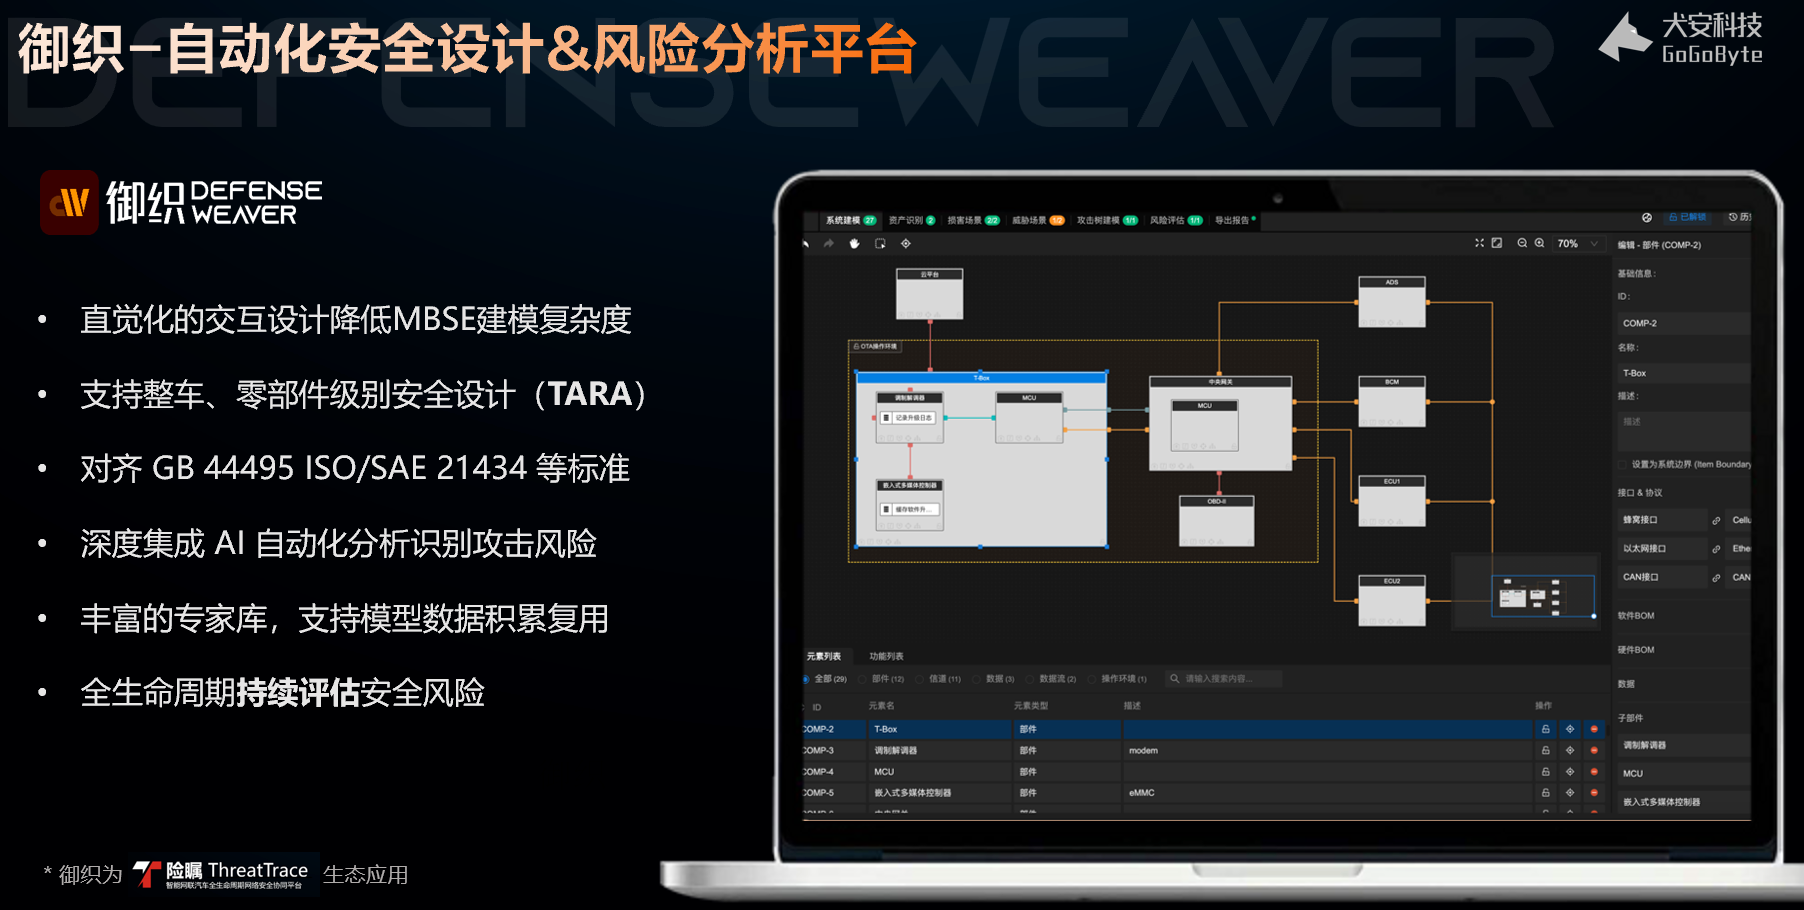 DEFENSEWEAVER
御织—自动化安全设计&风险分析平台
犬安科技
GoGoByte
御织 DEFENSE WEAVER
• 直觉化的交互设计降低MBSE建模复杂度
• 支持整车、零部件级别安全设计（TARA）
• 对齐 GB 44495 ISO/SAE 21434 等标准
• 深度集成 AI 自动化分析识别攻击风险
• 丰富的专家库，支持模型数据积累复用
• 全生命周期持续评估安全风险
* 御织为 险瞩 ThreatTrace 生态应用
智能网联汽车全生命周期网络安全协同平台
系统建模 27 资产识别 2 损害场景 2/2 威胁场景 1/2 攻击树建模 1/1 风险评估 1/1 导出报告
已解锁 历
70%
编辑 - 部件 (COMP-2)
基础信息：
ID：
COMP-2
名称：
T-Box
描述：
描述
设置为系统边界 (Item Boundary
接口 & 协议
蜂窝接口 Cellu
以太网接口 Ethe
CAN接口 CAN
软件BOM
硬件BOM
数据
子部件
调制解调器
MCU
嵌入式多媒体控制器
云平台
OTA操作环境
T-Box
调制解调器
记录升级日志
MCU
嵌入式多媒体控制器
缓存软件升...
中央网关
MCU
OBD-II
ADS
BCM
ECU1
ECU2
元素列表 功能列表
全部 (29) 部件 (12) 信道 (11) 数据 (3) 数据流 (2) 操作环境 (1) 请输入搜索内容...
ID 元素名 元素类型 描述 操作
COMP-2 T-Box 部件
COMP-3 调制解调器 部件 modem
COMP-4 MCU 部件
COMP-5 嵌入式多媒体控制器 部件 eMMC